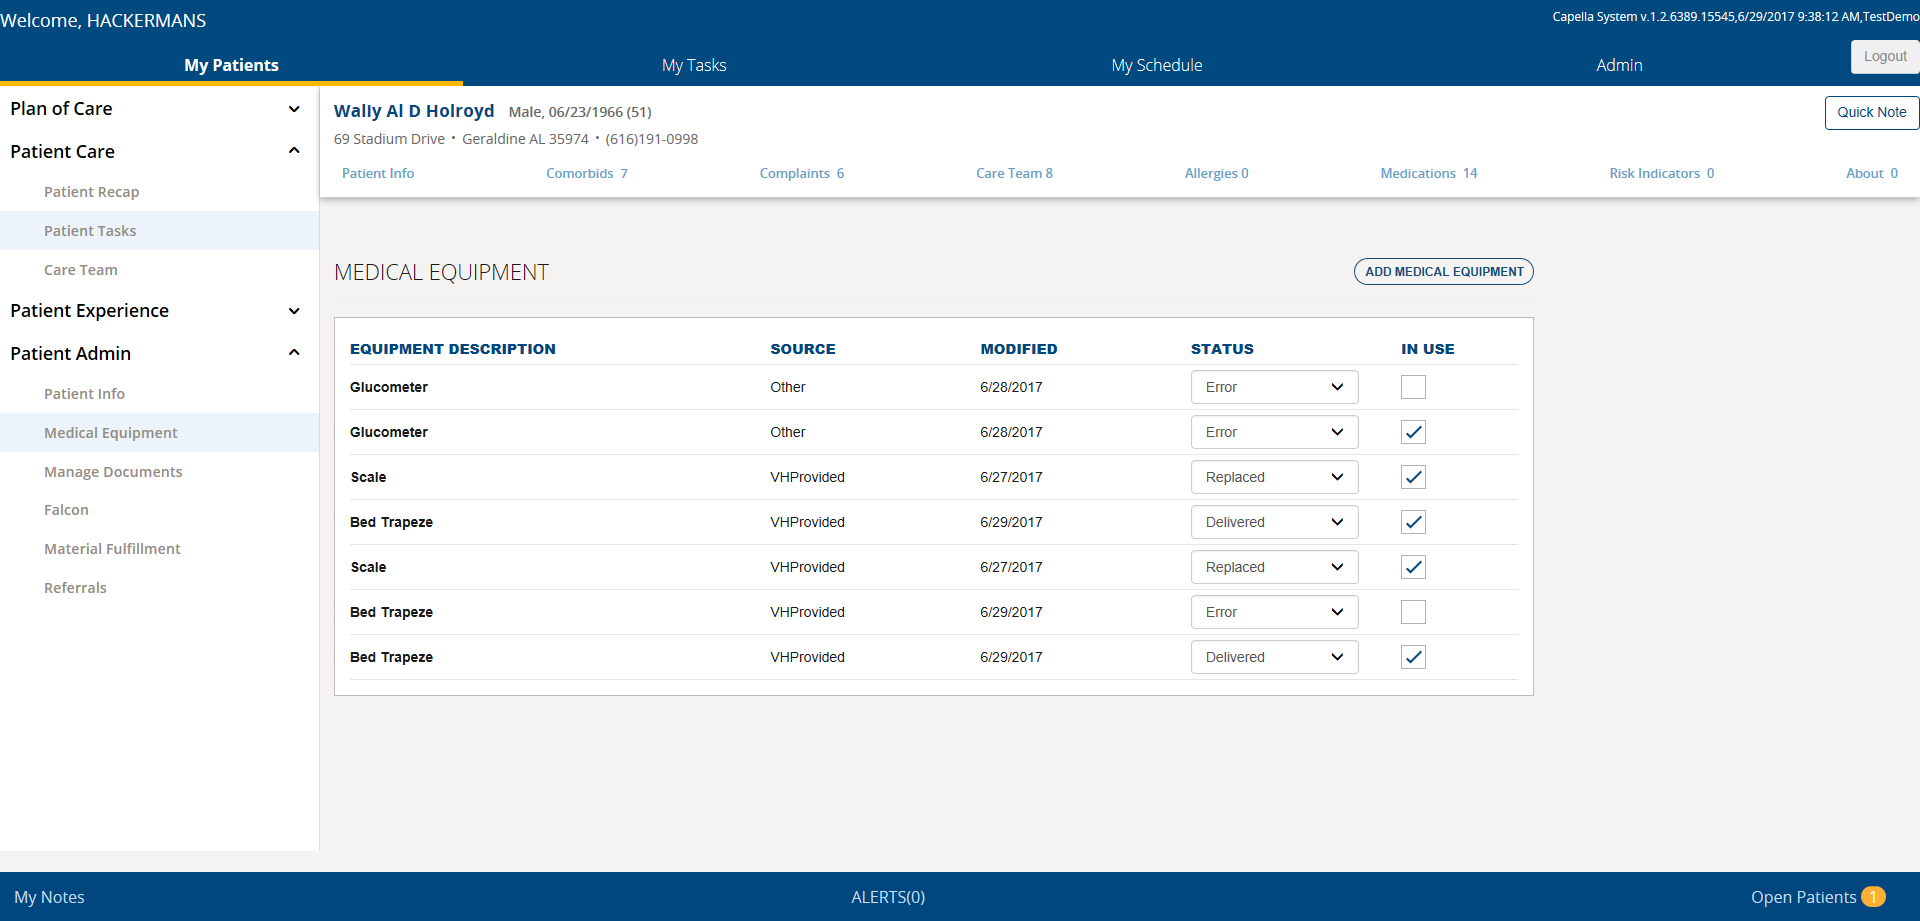 Welcome, HACKERMANS
Capella System v.1.2.6389.15545,6/29/2017 9:38:12 AM,TestDemo
My Patients My Tasks My Schedule Admin Logout
Plan of Care
Patient Care
Patient Recap
Patient Tasks
Care Team
Patient Experience
Patient Admin
Patient Info
Medical Equipment
Manage Documents
Falcon
Material Fulfillment
Referrals
Wally Al D Holroyd Male, 06/23/1966 (51)
Quick Note
69 Stadium Drive • Geraldine AL 35974 • (616)191-0998
Patient Info Comorbids 7 Complaints 6 Care Team 8 Allergies 0 Medications 14 Risk Indicators 0 About 0
MEDICAL EQUIPMENT
ADD MEDICAL EQUIPMENT
EQUIPMENT DESCRIPTION SOURCE MODIFIED STATUS IN USE
Glucometer Other 6/28/2017 Error
Glucometer Other 6/28/2017 Error
Scale VHProvided 6/27/2017 Replaced
Bed Trapeze VHProvided 6/29/2017 Delivered
Scale VHProvided 6/27/2017 Replaced
Bed Trapeze VHProvided 6/29/2017 Error
Bed Trapeze VHProvided 6/29/2017 Delivered
My Notes ALERTS(0) Open Patients 1